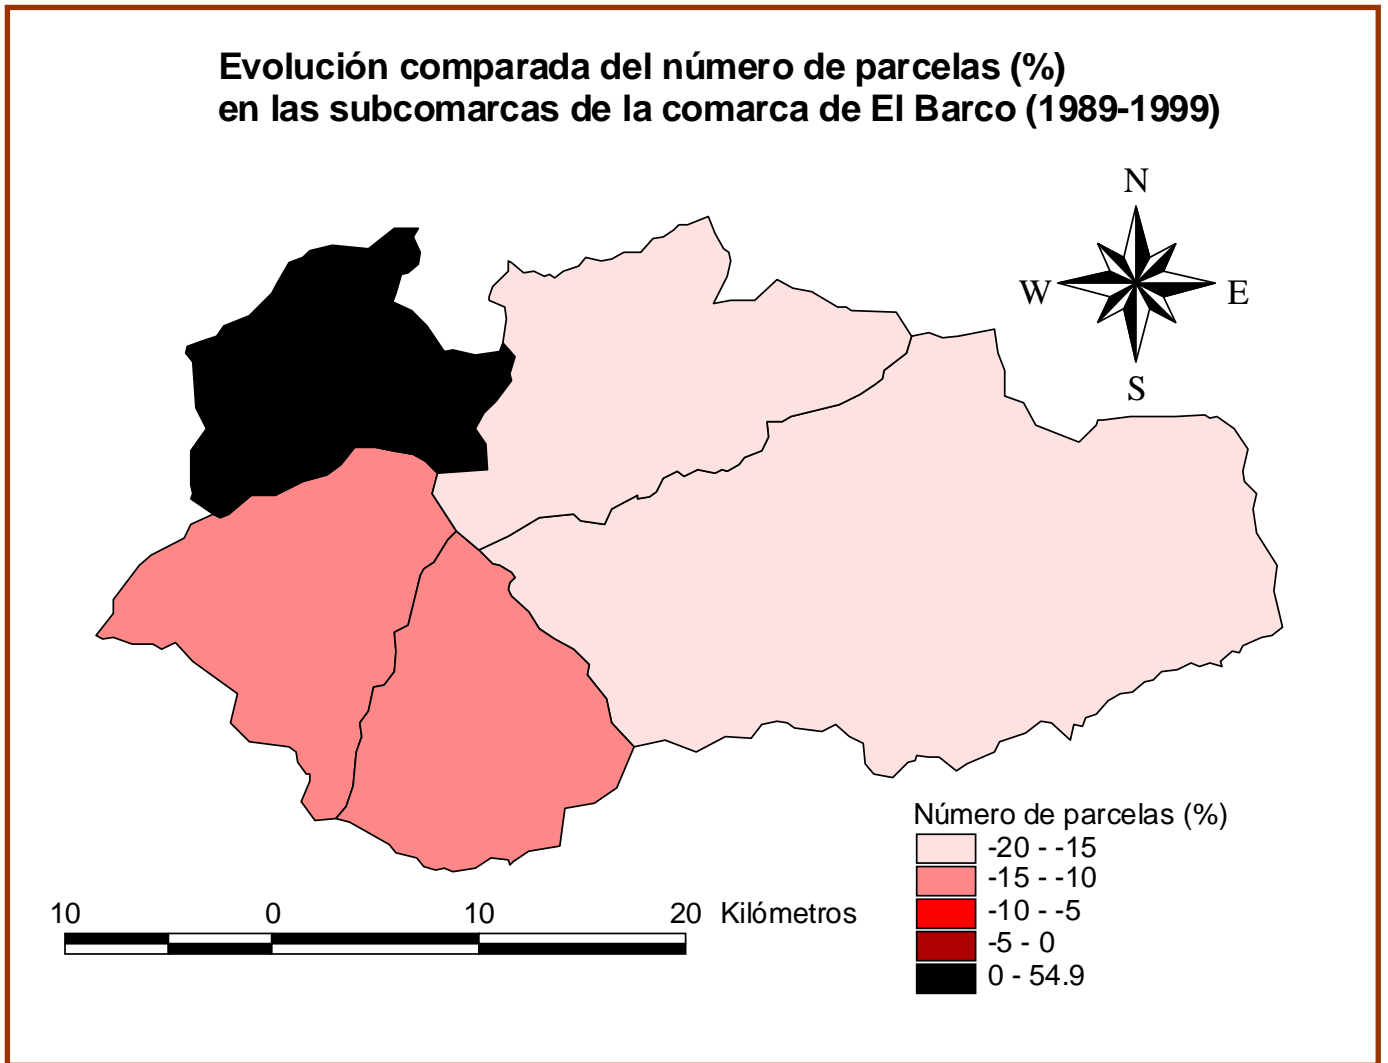 Evolución comparada del número de parcelas (%)
en las subcomarcas de la comarca de El Barco (1989-1999)
N
W
E
S
Número de parcelas (%)
-20 - -15
-15 - -10
-10 - -5
-5 - 0
0 - 54.9
10 0 10 20 Kilómetros